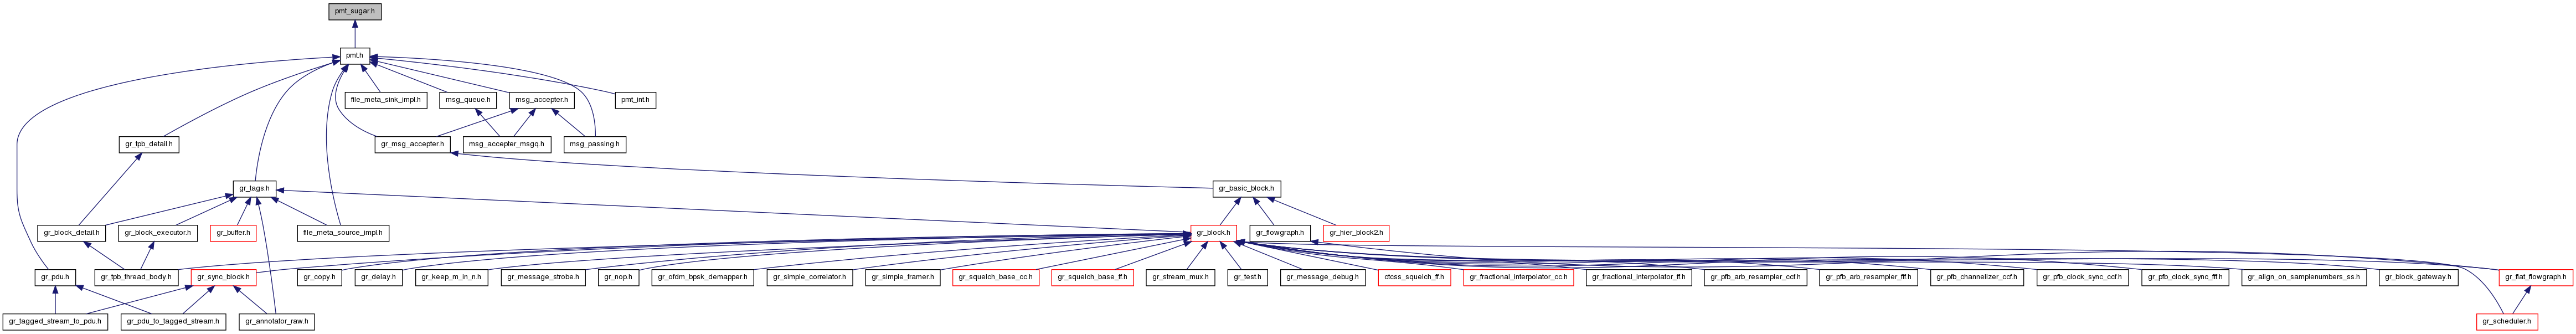 pmt_sugar.h
pmt.h
file_meta_sink_impl.h
msg_queue.h
msg_accepter.h
pmt_int.h
gr_tpb_detail.h
gr_msg_accepter.h
msg_accepter_msgq.h
msg_passing.h
gr_tags.h
gr_basic_block.h
gr_block_detail.h
gr_block_executor.h
gr_buffer.h
file_meta_source_impl.h
gr_block.h
gr_flowgraph.h
gr_hier_block2.h
gr_pdu.h
gr_tpb_thread_body.h
gr_sync_block.h
gr_copy.h
gr_delay.h
gr_keep_m_in_n.h
gr_message_strobe.h
gr_nop.h
gr_ofdm_bpsk_demapper.h
gr_simple_correlator.h
gr_simple_framer.h
gr_squelch_base_cc.h
gr_squelch_base_ff.h
gr_stream_mux.h
gr_test.h
gr_message_debug.h
ctcss_squelch_ff.h
gr_fractional_interpolator_cc.h
gr_fractional_interpolator_ff.h
gr_pfb_arb_resampler_ccf.h
gr_pfb_arb_resampler_fff.h
gr_pfb_channelizer_ccf.h
gr_pfb_clock_sync_ccf.h
gr_pfb_clock_sync_fff.h
gr_align_on_samplenumbers_ss.h
gr_block_gateway.h
gr_flat_flowgraph.h
gr_tagged_stream_to_pdu.h
gr_pdu_to_tagged_stream.h
gr_annotator_raw.h
gr_scheduler.h